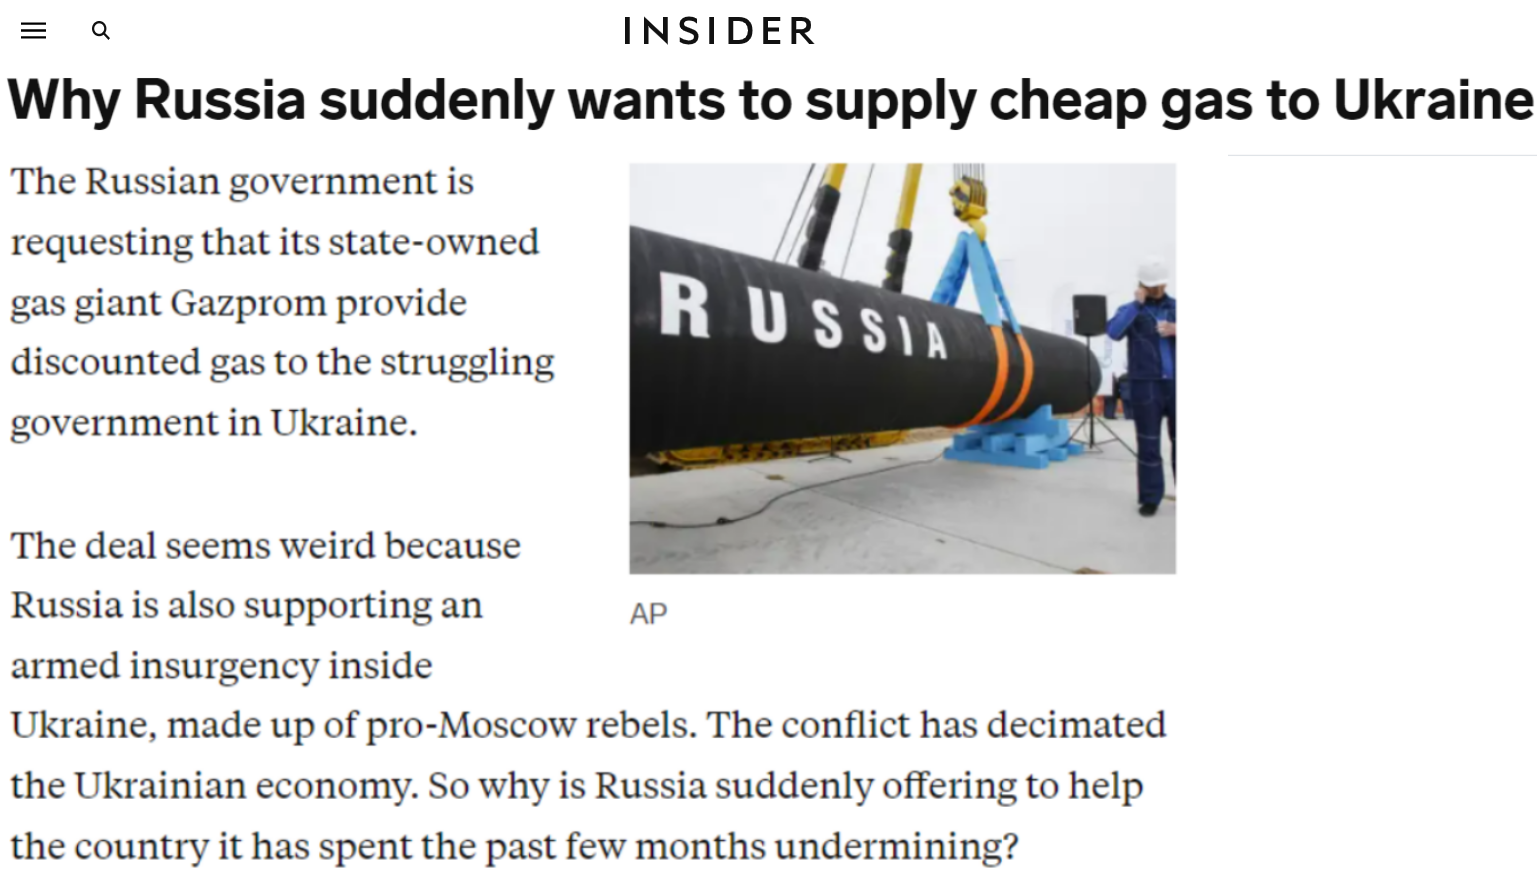 INSIDER
Why Russia suddenly wants to supply cheap gas to Ukraine
The Russian government is
requesting that its state-owned
gas giant Gazprom provide
discounted gas to the struggling
government in Ukraine.
RUSSIA
AP
The deal seems weird because
Russia is also supporting an
armed insurgency inside
Ukraine, made up of pro-Moscow rebels. The conflict has decimated
the Ukrainian economy. So why is Russia suddenly offering to help
the country it has spent the past few months undermining?